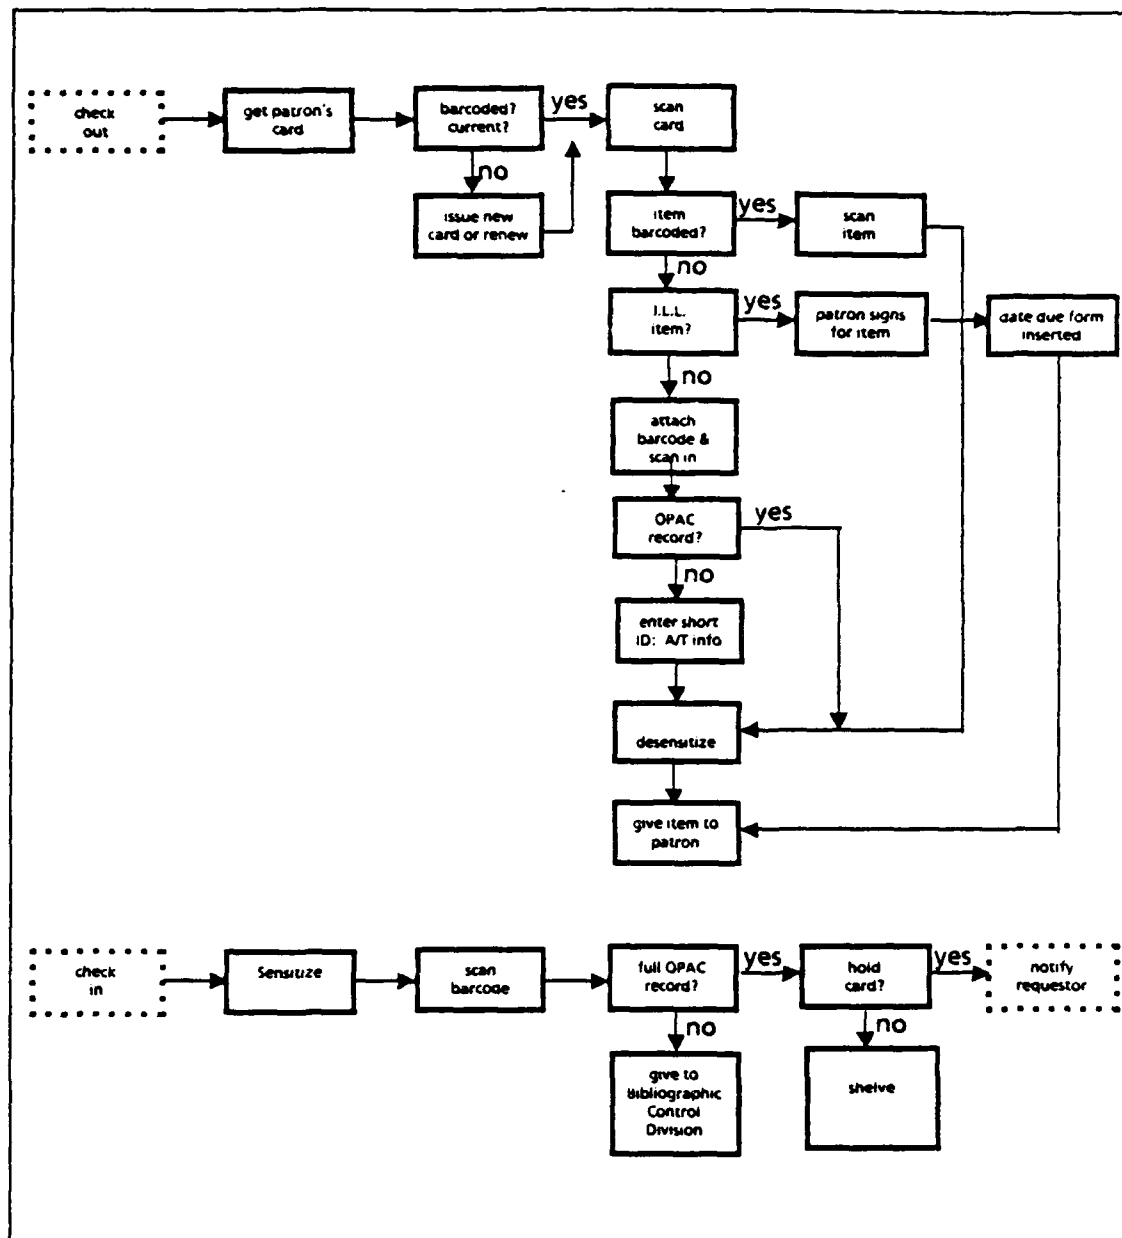 check
out
get patron's
card
barcoded?
current?
yes
scan
card
no
issue new
card or renew
item
barcoded?
yes
scan
item
no
I.L.L.
item?
yes
patron signs
for item
date due form
inserted
no
attach
barcode &
scan in
OPAC
record?
yes
no
enter short
ID: A/T info
desensitize
give item to
patron
check
in
Sensitize
scan
barcode
full OPAC
record?
yes
hold
card?
yes
notify
requestor
no
give to
Bibliographic
Control
Division
no
shelve